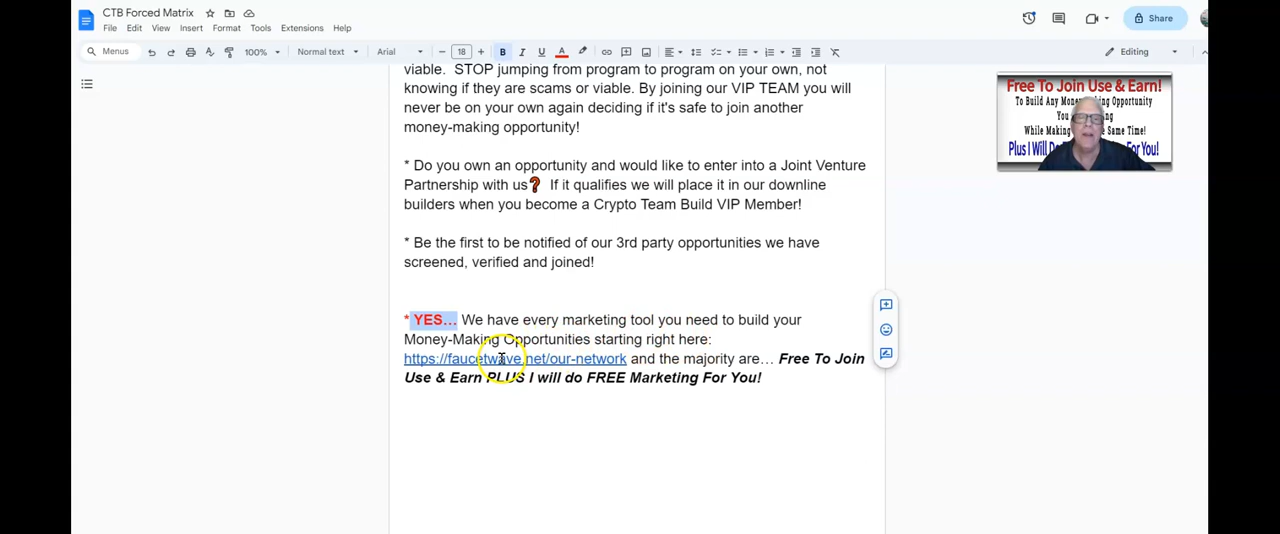 CTB Forced Matrix
File Edit View Insert Format Tools Extensions Help
Share
Menus 100% Normal text Arial 18 B I U A Editing
viable. STOP jumping from program to program on your own, not
knowing if they are scams or viable. By joining our VIP TEAM you will
never be on your own again deciding if it's safe to join another
money-making opportunity!
* Do you own an opportunity and would like to enter into a Joint Venture
Partnership with us❓ If it qualifies we will place it in our downline
builders when you become a Crypto Team Build VIP Member!
* Be the first to be notified of our 3rd party opportunities we have
screened, verified and joined!
* YES... We have every marketing tool you need to build your
Money-Making Opportunities starting right here:
https://faucetwave.net/our-network and the majority are... Free To Join
Use & Earn PLUS I will do FREE Marketing For You!
Free To Join Use & Earn!
To Build Any Money Opportunity
You
While Making Same Time!
Plus I Will Do For You!